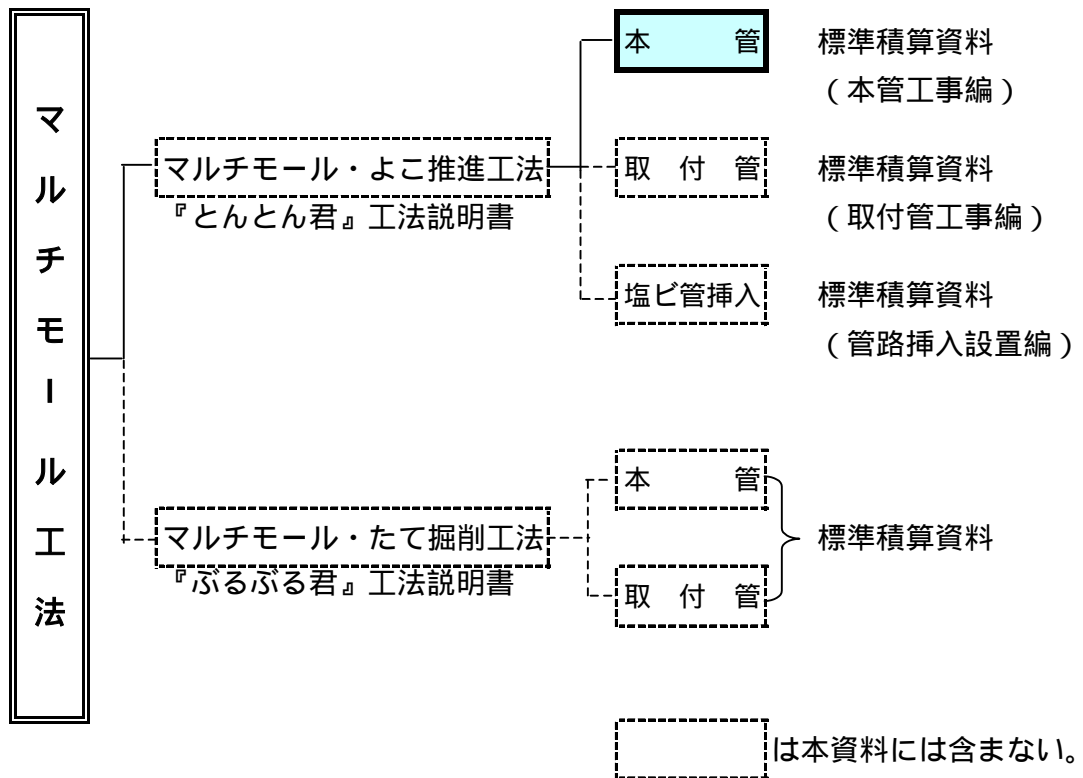 マルチモール工法
本　　管
標準積算資料
（本管工事編）
マルチモール・よこ推進工法
『とんとん君』工法説明書
取　付　管
標準積算資料
（取付管工事編）
塩ビ管挿入
標準積算資料
（管路挿入設置編）
マルチモール・たて掘削工法
『ぶるぶる君』工法説明書
本　　管
標準積算資料
取　付　管
は本資料には含まない。